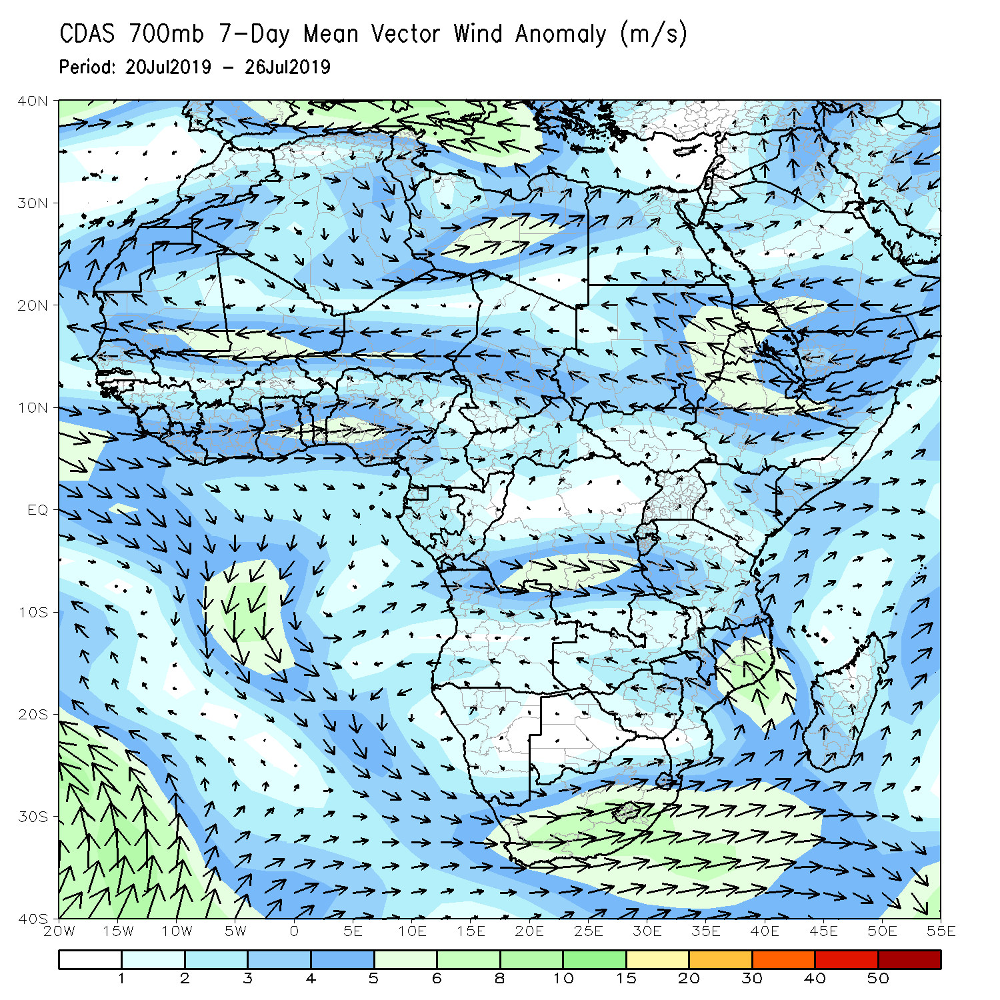 CDAS 700mb 7-Day Mean Vector Wind Anomaly (m/s)
Period: 20Jul2019 - 26Jul2019
40N
30N
20N
10N
EQ
10S
20S
30S
40S
20W 15W 10W 5W 0 5E 10E 15E 20E 25E 30E 35E 40E 45E 50E 55E
1 2 3 4 5 6 8 10 15 20 30 40 50